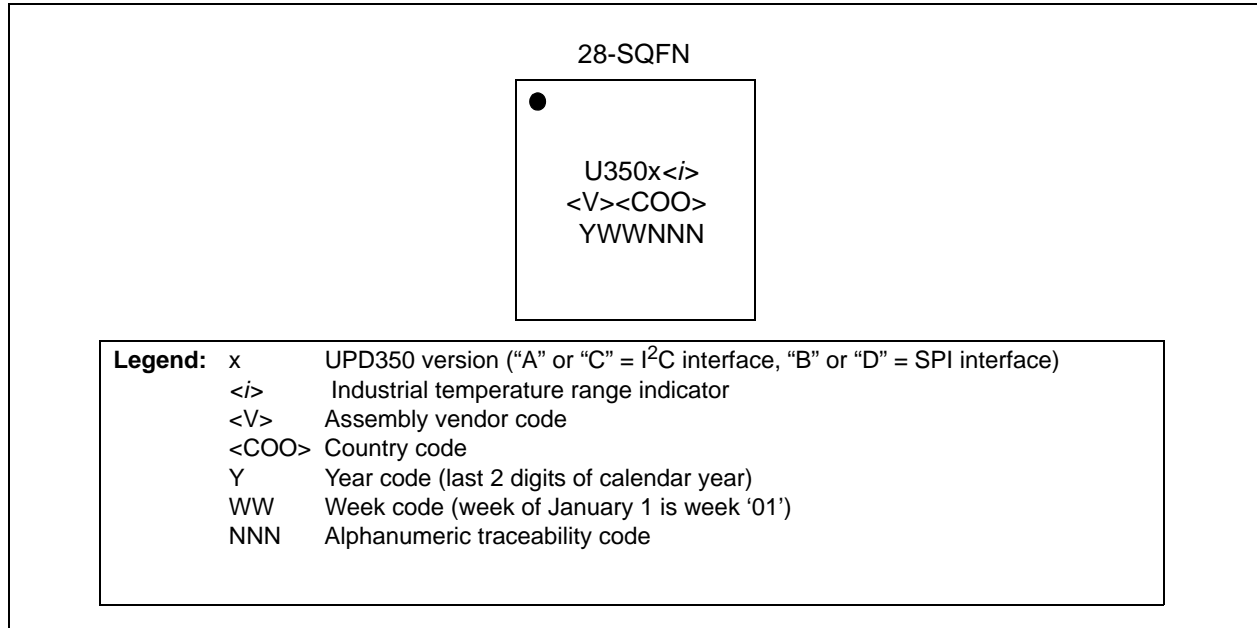 28-SQFN
U350x<i>
<V><COO>
YWWNNN
Legend: x UPD350 version (“A” or “C” = I²C interface, “B” or “D” = SPI interface)
<i> Industrial temperature range indicator
<V> Assembly vendor code
<COO> Country code
Y Year code (last 2 digits of calendar year)
WW Week code (week of January 1 is week ‘01’)
NNN Alphanumeric traceability code